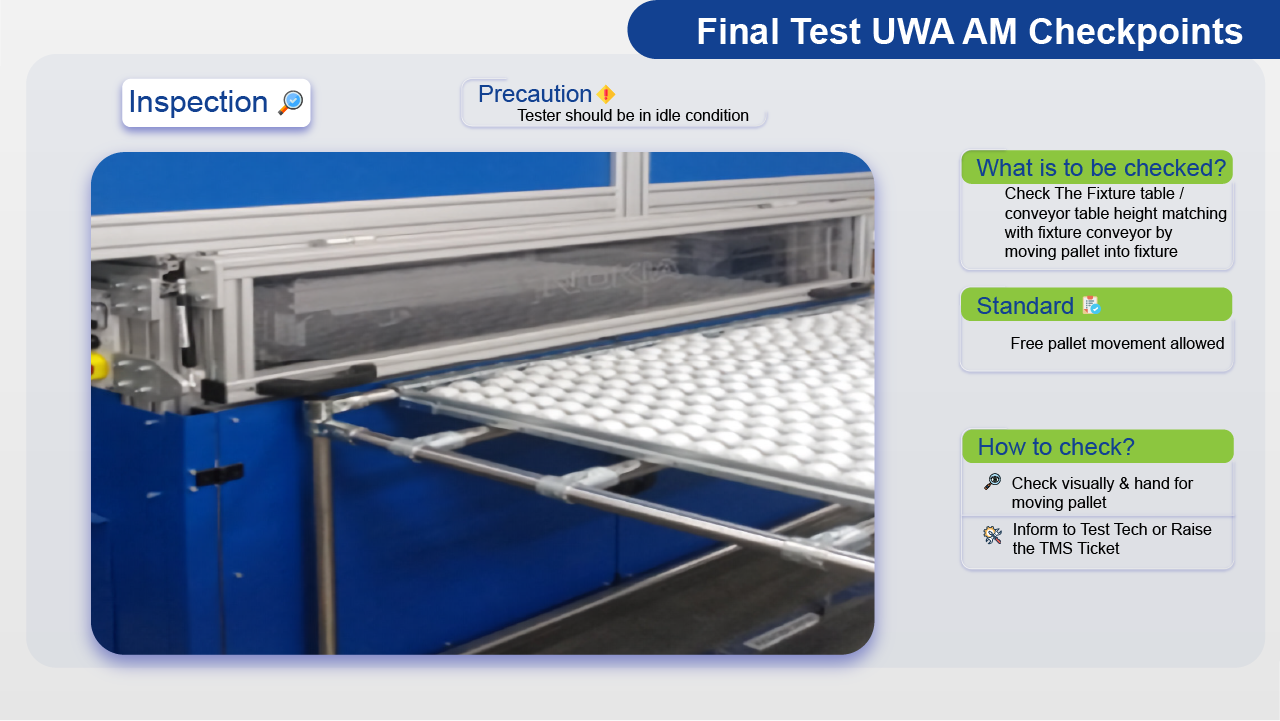 Final Test UWA AM Checkpoints
Inspection
Precaution
Tester should be in idle condition
NOKIA
What is to be checked?
Check The Fixture table /
conveyor table height matching
with fixture conveyor by
moving pallet into fixture
Standard
Free pallet movement allowed
How to check?
Check visually & hand for
moving pallet
Inform to Test Tech or Raise
the TMS Ticket